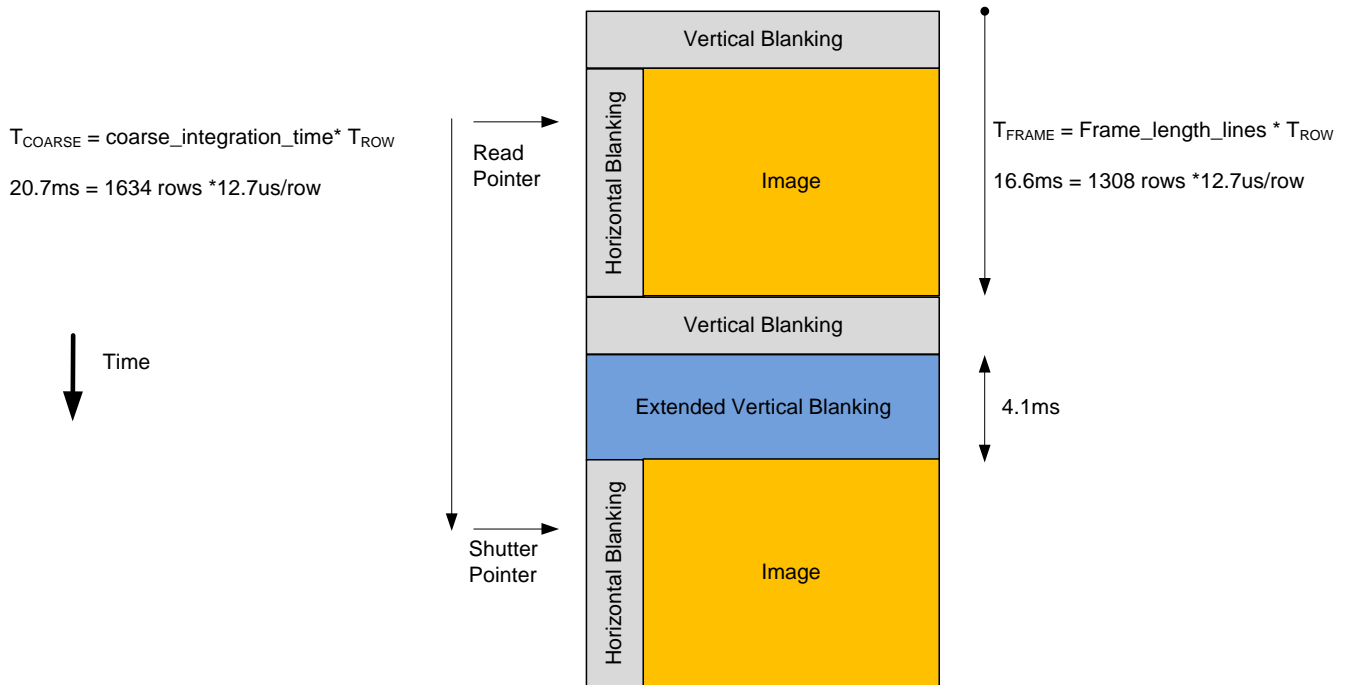 Vertical Blanking
Horizontal Blanking
Image
T_COARSE = coarse_integration_time* T_ROW
20.7ms = 1634 rows *12.7us/row
Read
Pointer
T_FRAME = Frame_length_lines * T_ROW
16.6ms = 1308 rows *12.7us/row
Vertical Blanking
Time
Extended Vertical Blanking
4.1ms
Horizontal Blanking
Image
Shutter
Pointer